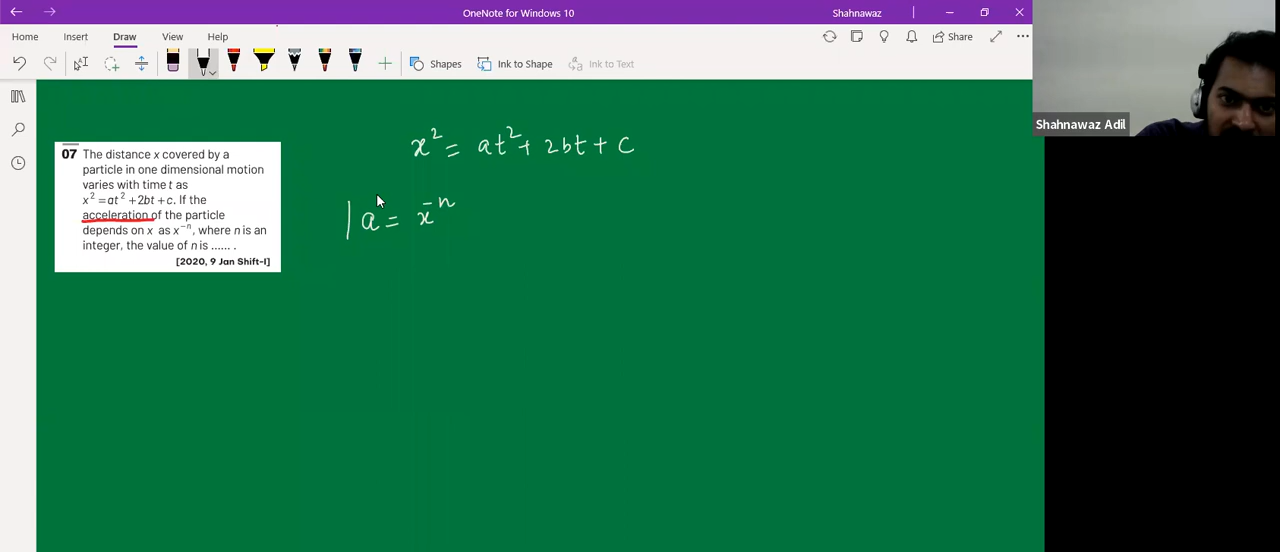 OneNote for Windows 10
Shahnawaz
Home Insert Draw View Help
Share
Shapes
Ink to Shape
Ink to Text
Shahnawaz Adil
07 The distance x covered by a
particle in one dimensional motion
varies with time t as
x² = at² + 2bt + c. If the
acceleration of the particle
depends on x as x⁻ⁿ, where n is an
integer, the value of n is ...... .
[2020, 9 Jan Shift-I]
x² = at² + 2bt + c
| a = x⁻ⁿ